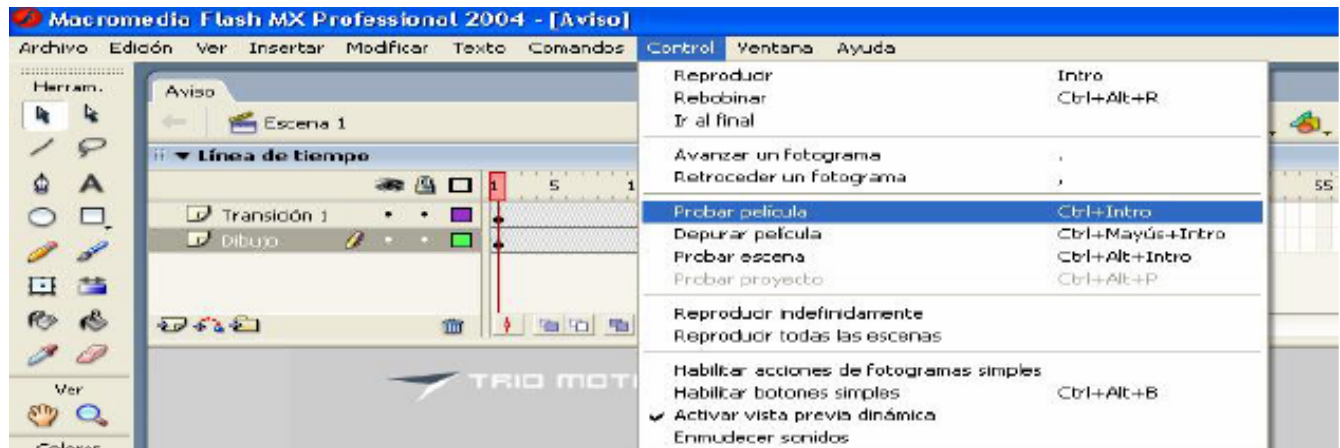 Macromedia Flash MX Professional 2004 - [Aviso]
Archivo Edición Ver Insertar Modificar Texto Comandos Control Ventana Ayuda
Herram.
Aviso
Escena 1
Línea de tiempo
1 5 1 55
Transición 1
Dibujo
Ver
Colores
TRIO MOTI
Reproducir Intro
Rebobinar Ctrl+Alt+R
Ir al final
Avanzar un fotograma .
Retroceder un fotograma ,
Probar película Ctrl+Intro
Depurar película Ctrl+Mayús+Intro
Probar escena Ctrl+Alt+Intro
Probar proyecto Ctrl+Alt+P
Reproducir indefinidamente
Reproducir todas las escenas
Habilitar acciones de fotogramas simples
Habilitar botones simples Ctrl+Alt+B
Activar vista previa dinámica
Enmudecer sonidos